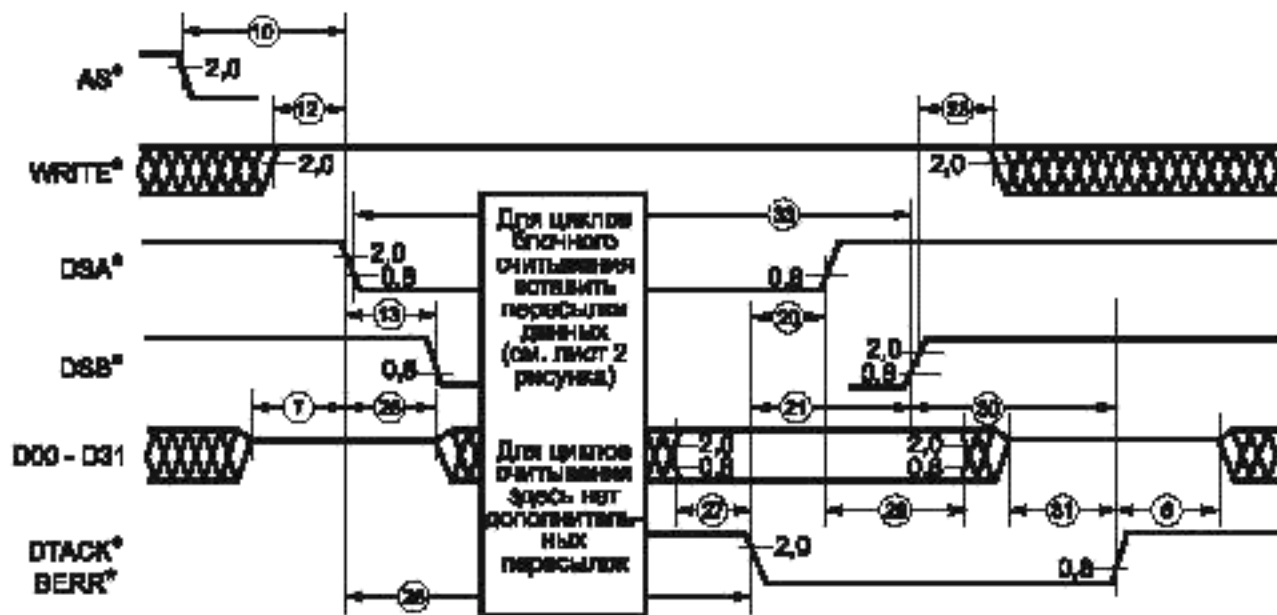 10
AS*
2,0
12
WRITE*
2,0
2,0
33
Для циклов
блочного
считывания
вставить
пересылки
данных
(см. лист 2
рисунка)
DSA*
2,0
0,8
0,8
13
20
DSB*
0,8
2,0
0,8
7
21
30
D00 - D31
2,0
0,8
2,0
0,8
Для циклов
считывания
здесь нет
дополнитель-
ных
пересылок
27
31
DTACK*
BERR*
2,0
0,8